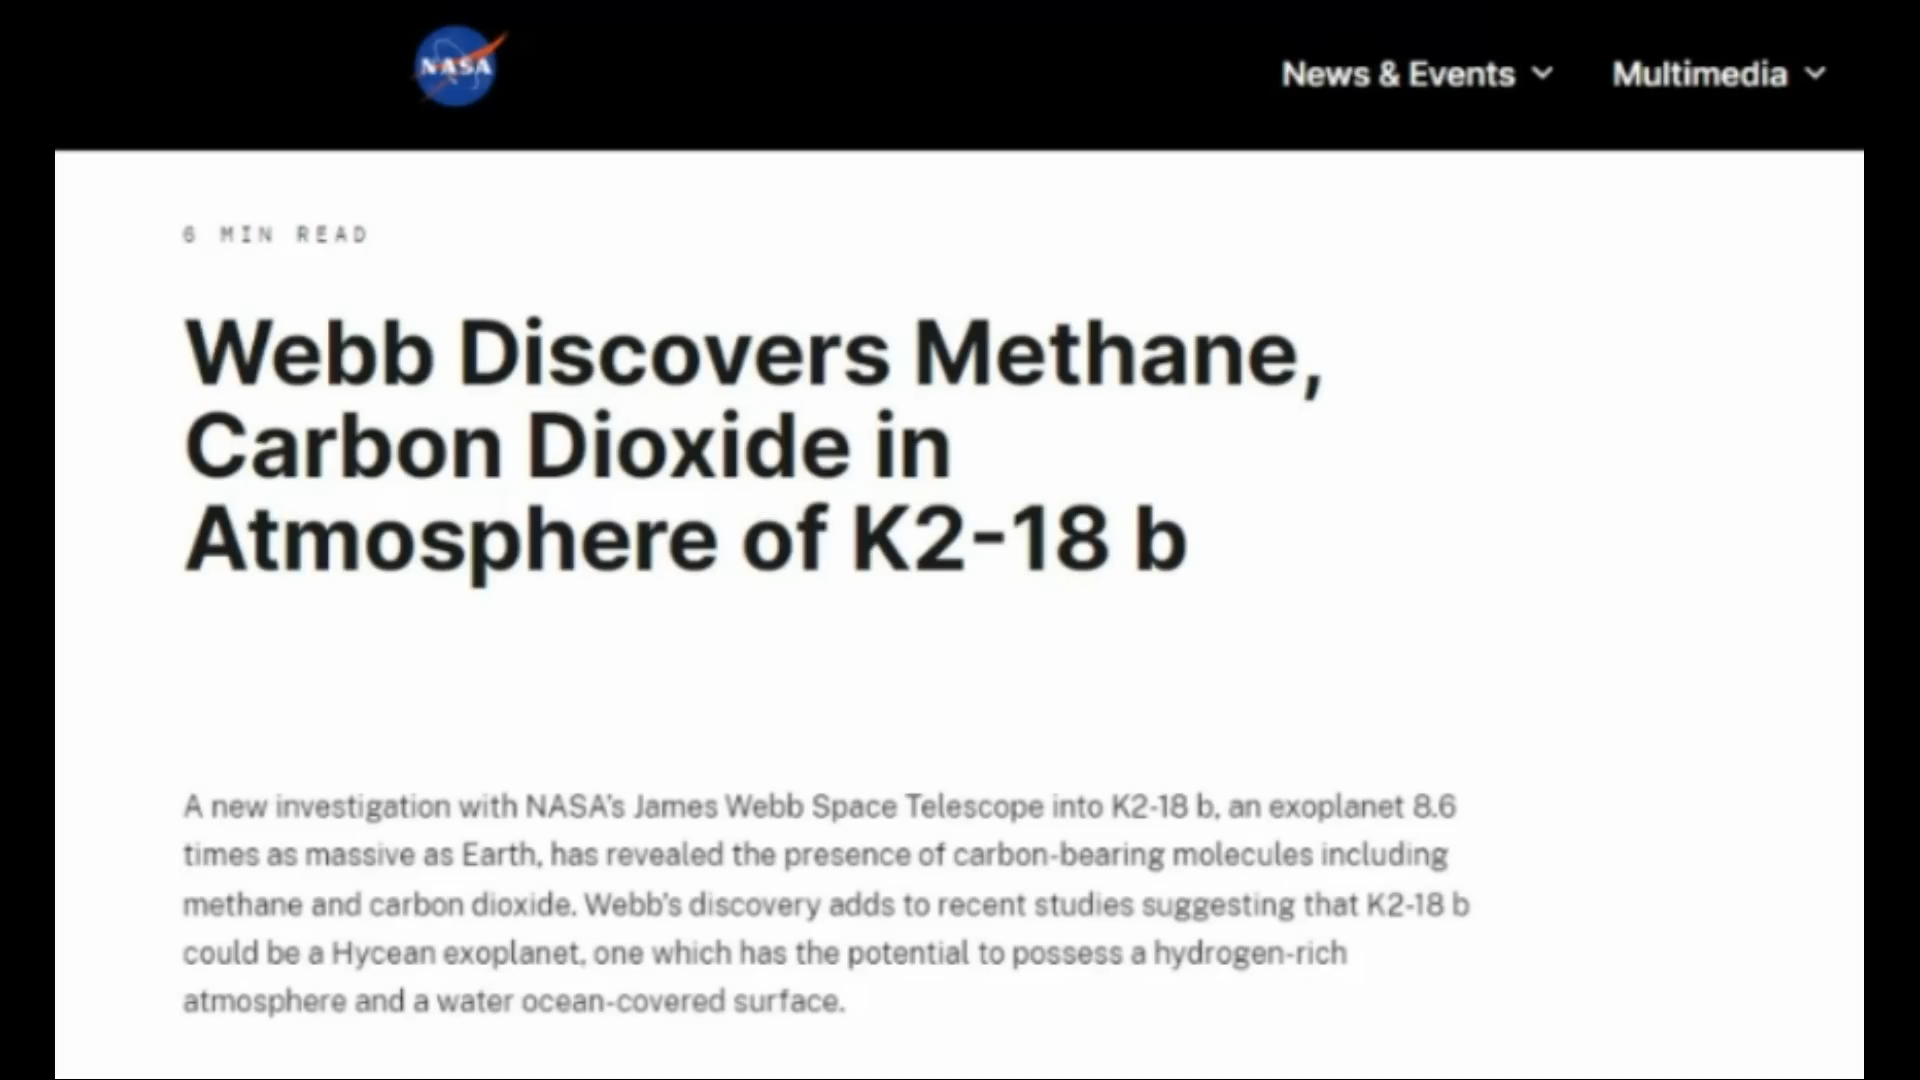 NASA
News & Events
Multimedia
6 MIN READ
Webb Discovers Methane,
Carbon Dioxide in
Atmosphere of K2-18 b
A new investigation with NASA's James Webb Space Telescope into K2-18 b, an exoplanet 8.6
times as massive as Earth, has revealed the presence of carbon-bearing molecules including
methane and carbon dioxide. Webb's discovery adds to recent studies suggesting that K2-18 b
could be a Hycean exoplanet, one which has the potential to possess a hydrogen-rich
atmosphere and a water ocean-covered surface.